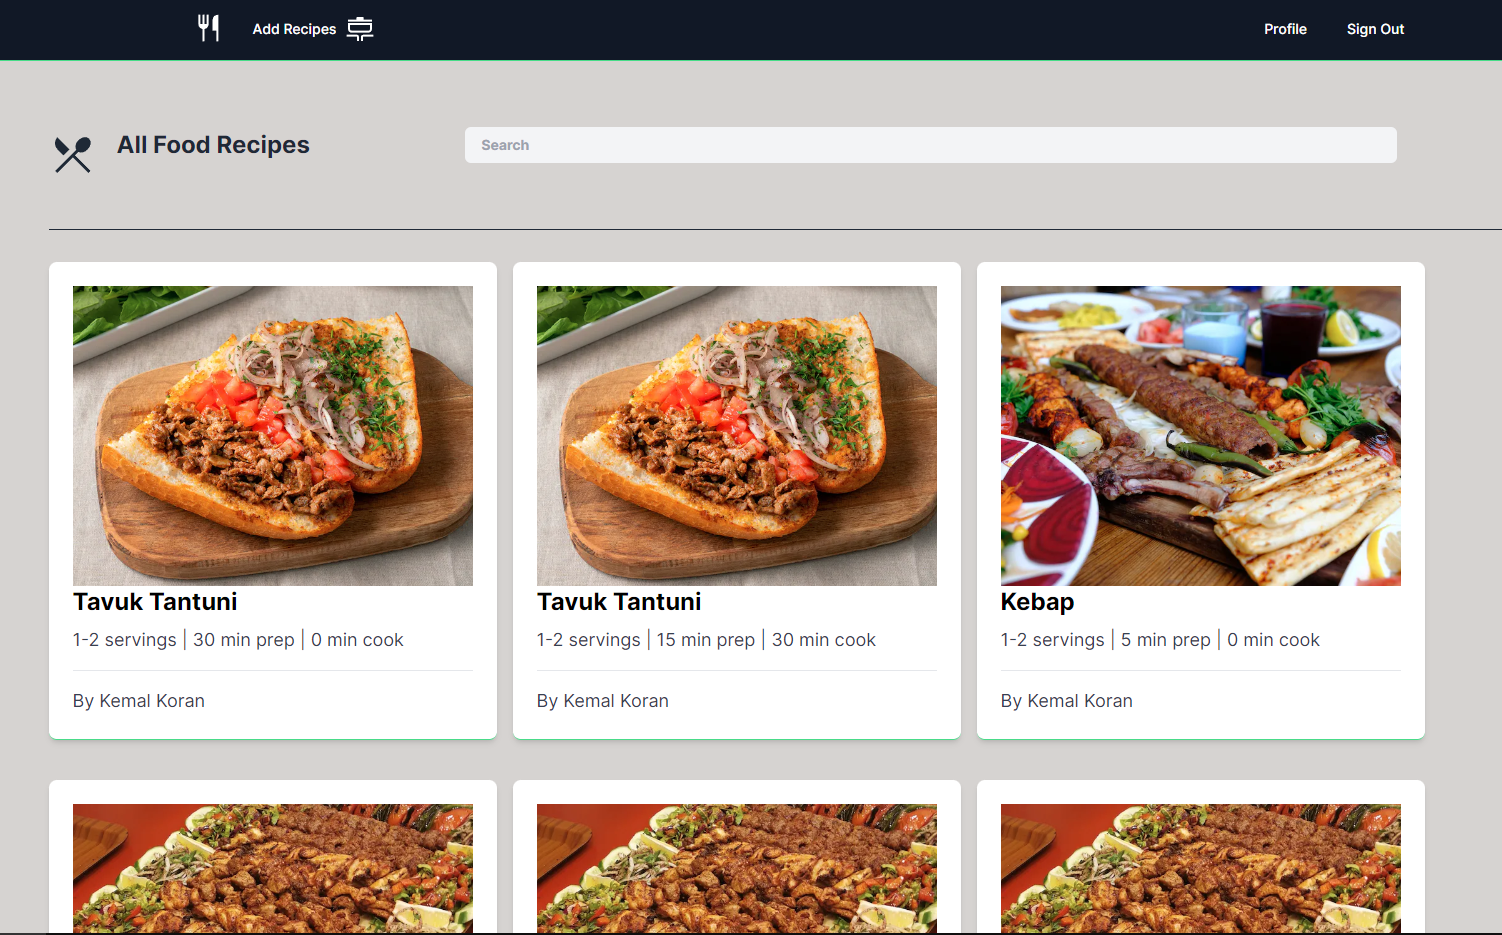 Add Recipes
Profile
Sign Out
All Food Recipes
Search
Tavuk Tantuni
1-2 servings | 30 min prep | 0 min cook
By Kemal Koran
Tavuk Tantuni
1-2 servings | 15 min prep | 30 min cook
By Kemal Koran
Kebap
1-2 servings | 5 min prep | 0 min cook
By Kemal Koran